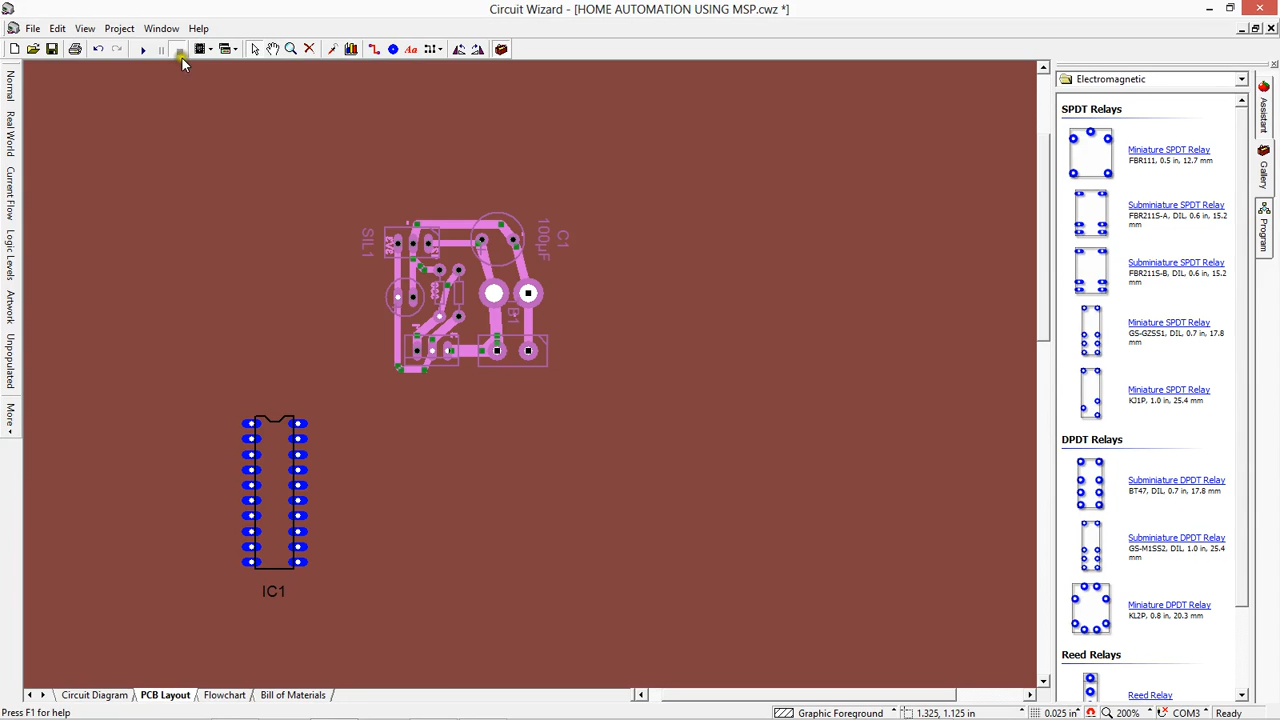 Circuit Wizard - [HOME AUTOMATION USING MSP.cwz *]
File Edit View Project Window Help
Aa
Normal
Real World
Current Flow
Logic Levels
Artwork
Unpopulated
More
SIL1
C1
100µF
B1
IC1
Electromagnetic
SPDT Relays
Miniature SPDT Relay
FBR111, 0.5 in, 12.7 mm
Subminiature SPDT Relay
FBR211S-A, DIL, 0.6 in, 15.2
Subminiature SPDT Relay
FBR211S-B, DIL, 0.6 in, 15.2
Miniature SPDT Relay
GS-GZSS1, DIL, 0.7 in, 17.8
mm
Miniature SPDT Relay
KJ1P, 1.0 in, 25.4 mm
DPDT Relays
Subminiature DPDT Relay
BT47, DIL, 0.7 in, 17.8 mm
Subminiature DPDT Relay
GS-M1SS2, DIL, 1.0 in, 25.4
mm
Miniature DPDT Relay
KL2P, 0.8 in, 20.3 mm
Reed Relays
Reed Relay
Assistant
Gallery
Program
Circuit Diagram PCB Layout Flowchart Bill of Materials
Press F1 for help Graphic Foreground 1.325, 1.125 in 0.025 in 200% COM3 Ready